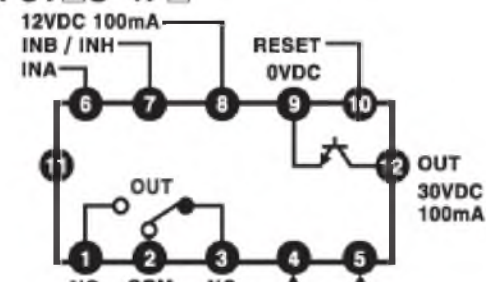 12VDC 100mA
INB / INH
INA
RESET
0VDC
6 7 8 9 10
11
12
OUT
30VDC
100mA
OUT
1 2 3 4 5